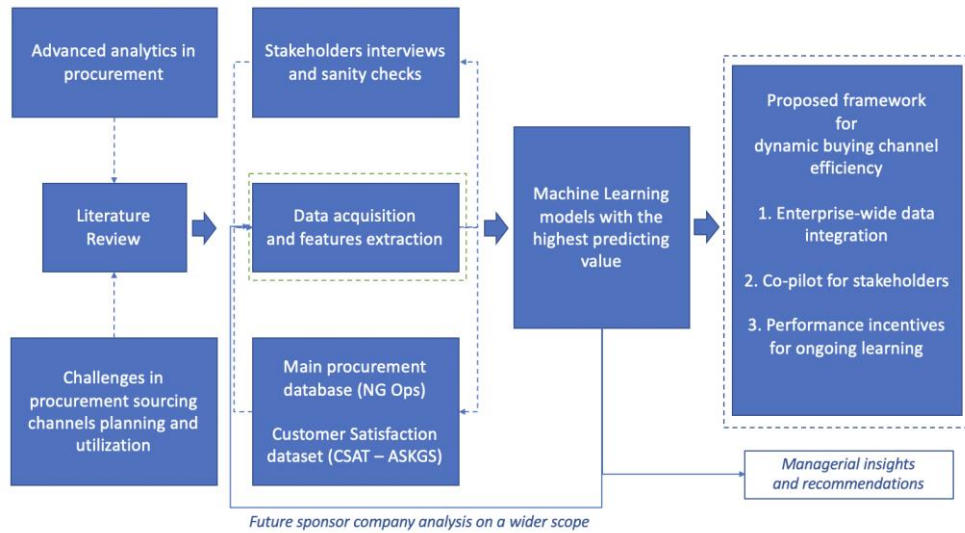 Advanced analytics in
procurement
Literature
Review
Challenges in
procurement sourcing
channels planning and
utilization
Stakeholders interviews
and sanity checks
Data acquisition
and features extraction
Main procurement
database (NG Ops)
Customer Satisfaction
dataset (CSAT – ASKGS)
Machine Learning
models with the
highest predicting
value
Proposed framework
for
dynamic buying channel
efficiency
1. Enterprise-wide data
integration
2. Co-pilot for stakeholders
3. Performance incentives
for ongoing learning
Managerial insights
and recommendations
Future sponsor company analysis on a wider scope